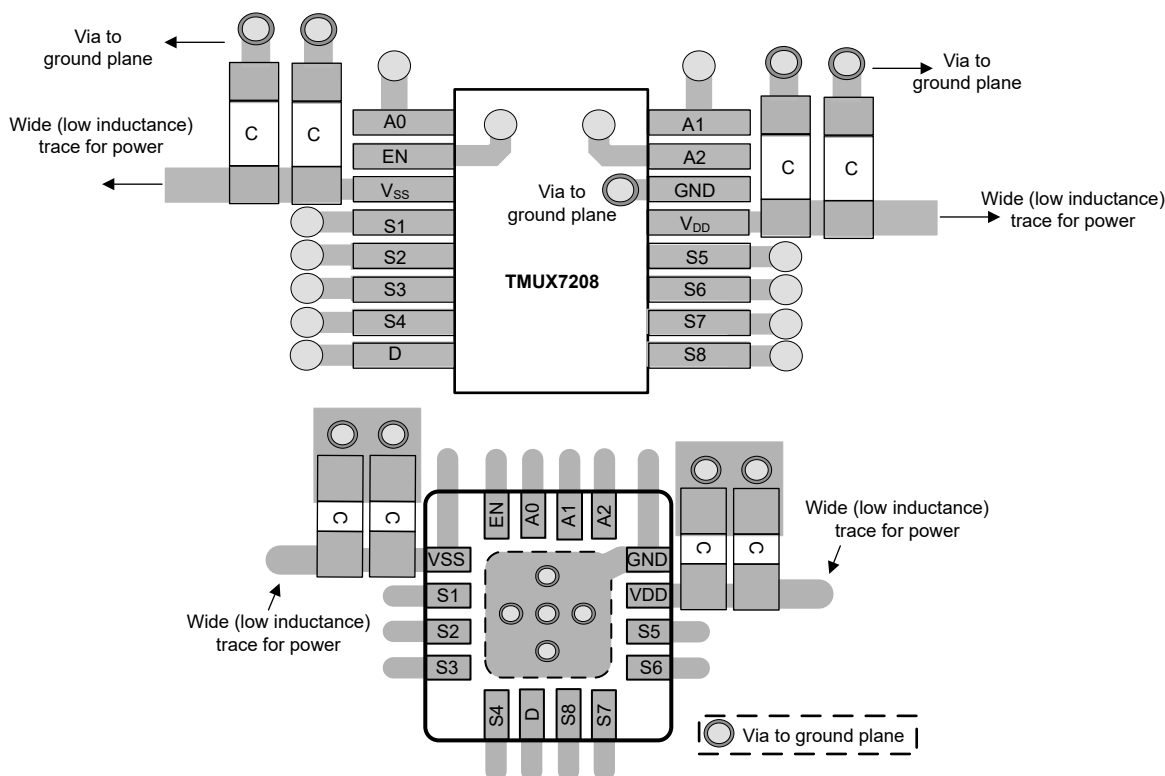 Via to
ground plane
Wide (low inductance)
trace for power
C
C
A0
EN
VSS
S1
S2
S3
S4
D
Via to
ground plane
TMUX7208
A1
A2
GND
VDD
S5
S6
S7
S8
C
C
Via to
ground plane
Wide (low inductance)
trace for power
C
C
EN
A0
A1
A2
VSS
S1
S2
S3
GND
VDD
S5
S6
S4
D
S8
S7
C
C
Wide (low inductance)
trace for power
Wide (low inductance)
trace for power
Via to ground plane